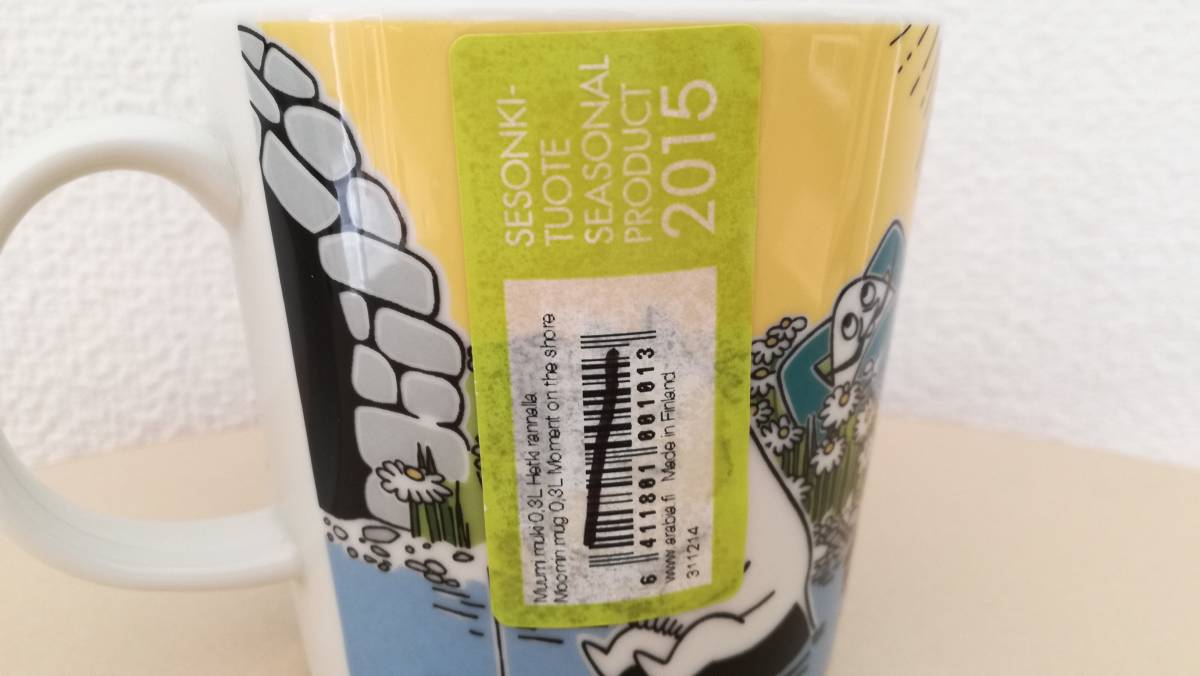 SESONKI-
TUOTE
SEASONAL
PRODUCT
2015
Muumi muki 0,3L Hetki rannalla
Moomin mug 0,3L Moment on the shore
6 411801 001013
www.arabia.fi Made in Finland
311214